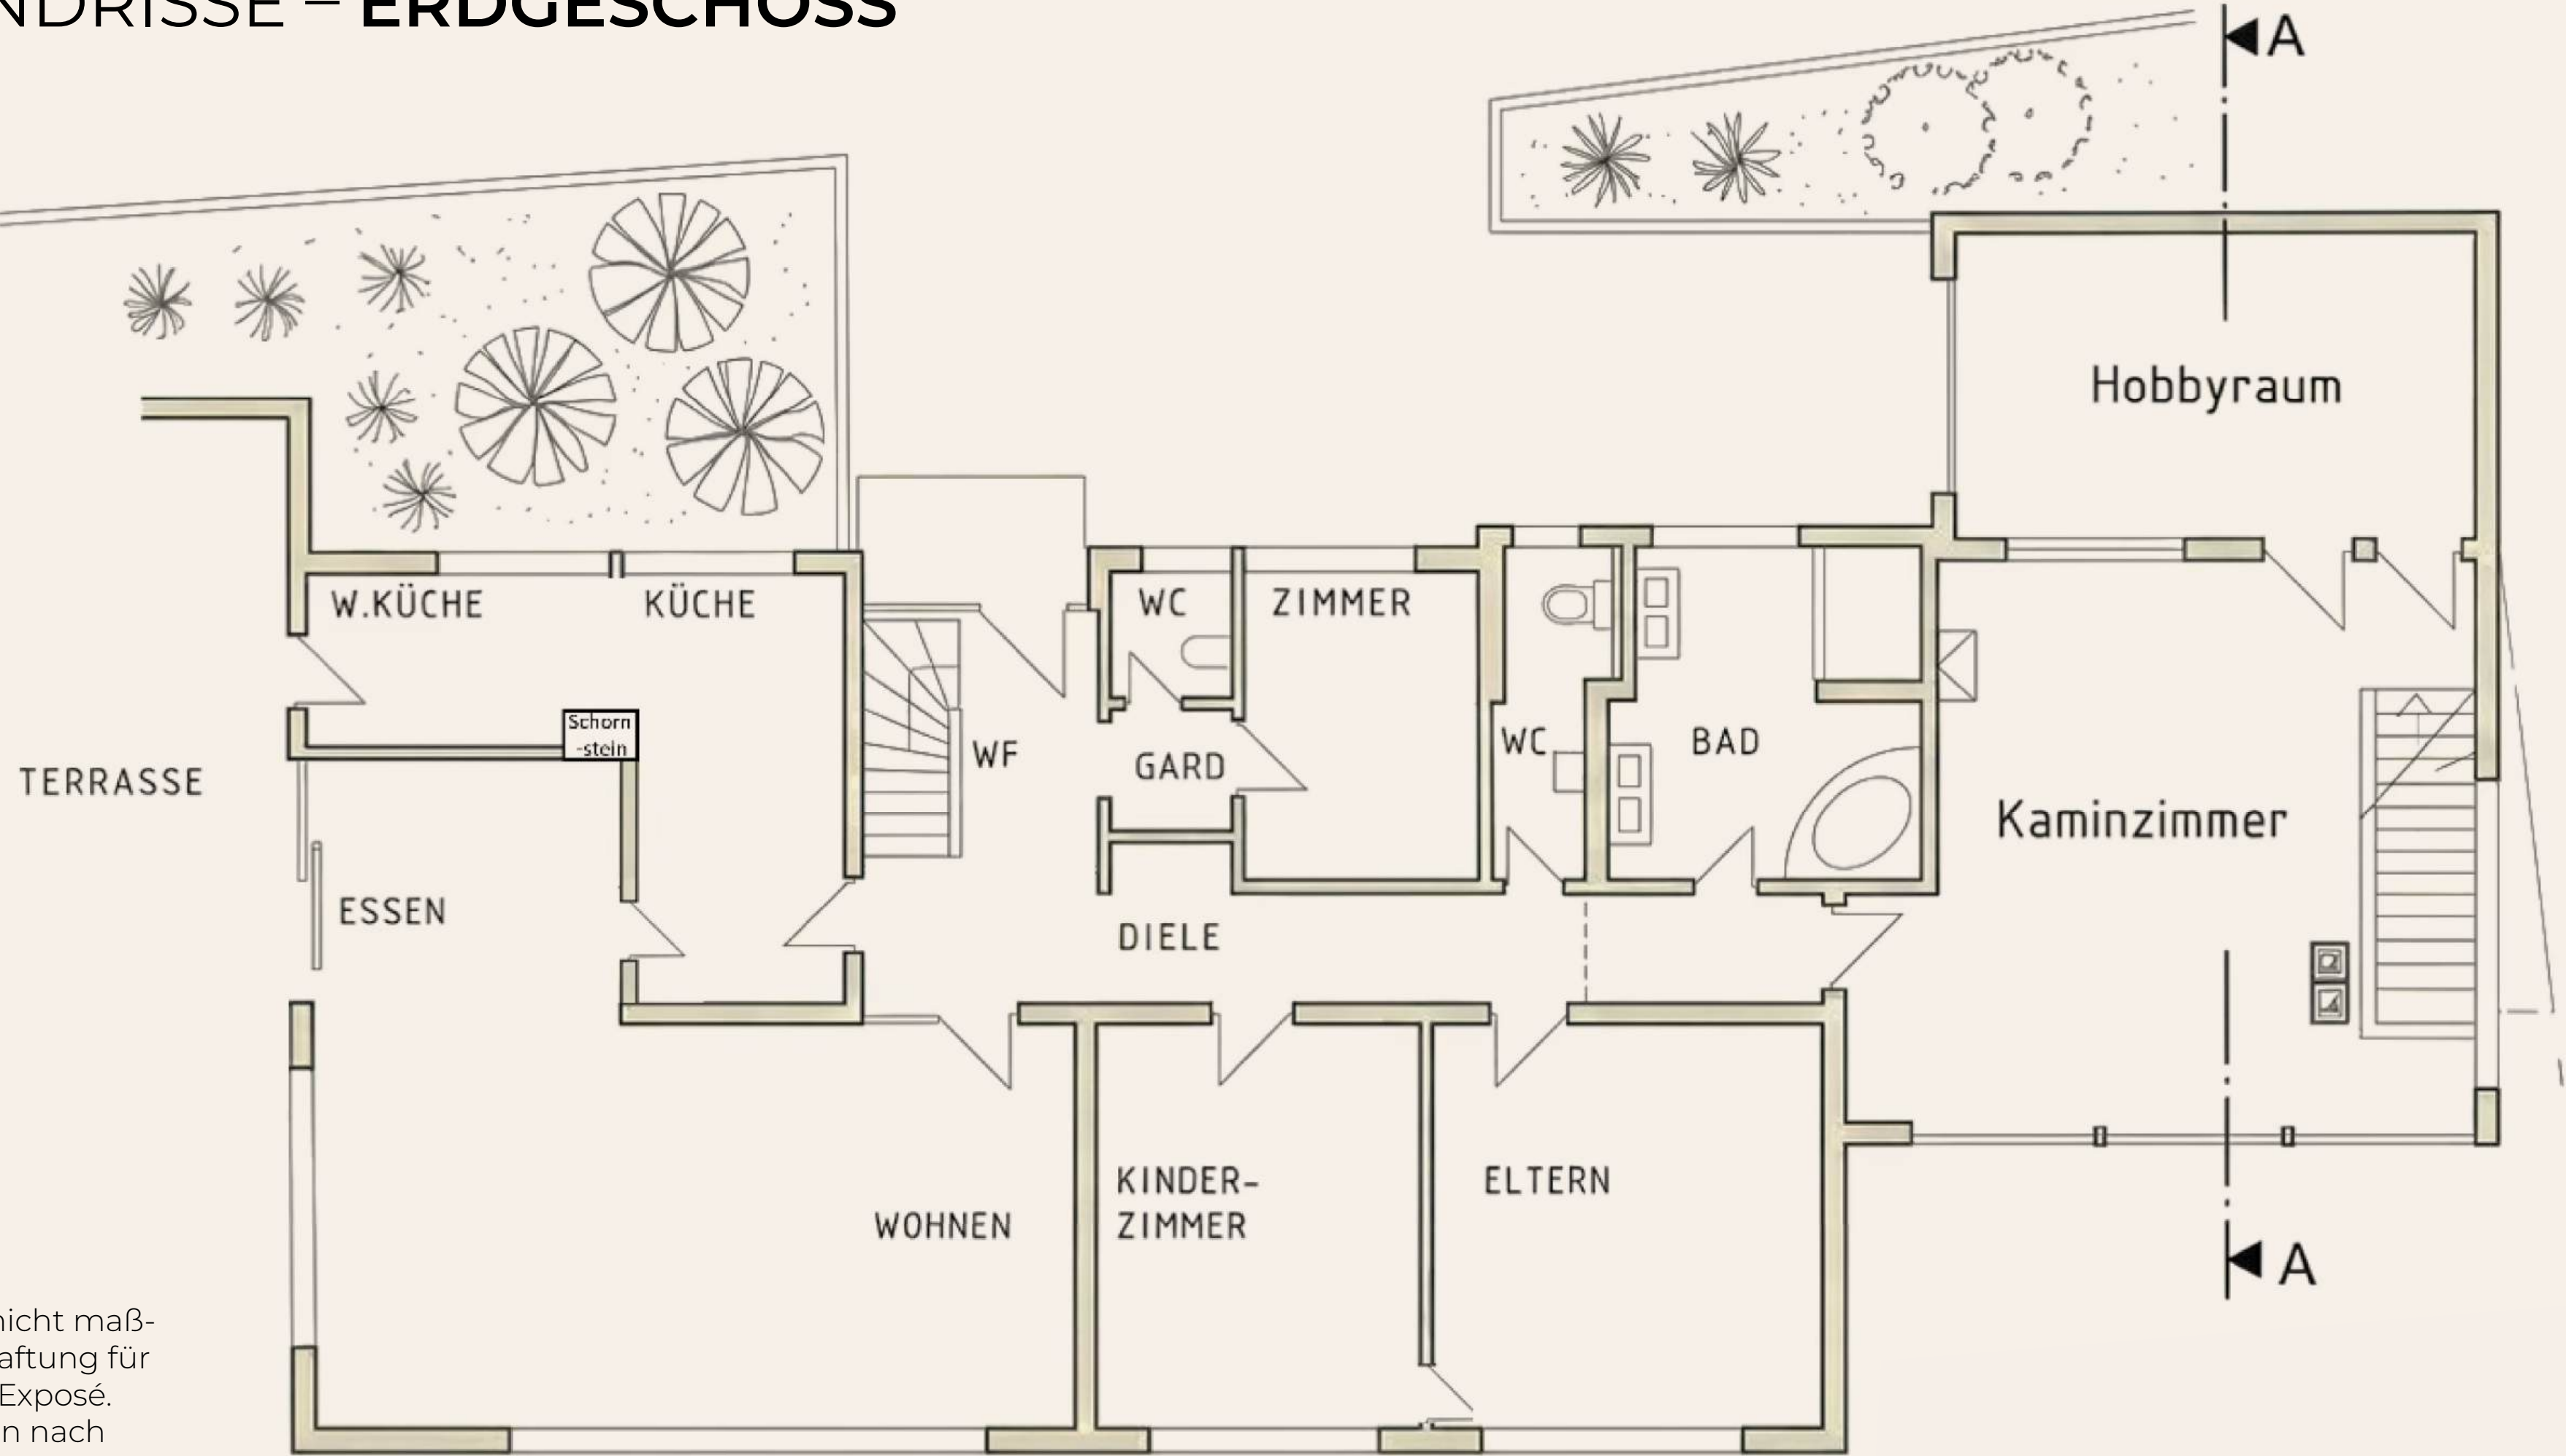 NDRISSE – ERDGESCHOSS
A
Hobbyraum
W.KÜCHE
KÜCHE
WC
ZIMMER
Schorn
-stein
TERRASSE
WF
GARD
WC
BAD
Kaminzimmer
ESSEN
DIELE
KINDER-
ZIMMER
ELTERN
WOHNEN
A
nicht maß-
aftung für
Exposé.
n nach